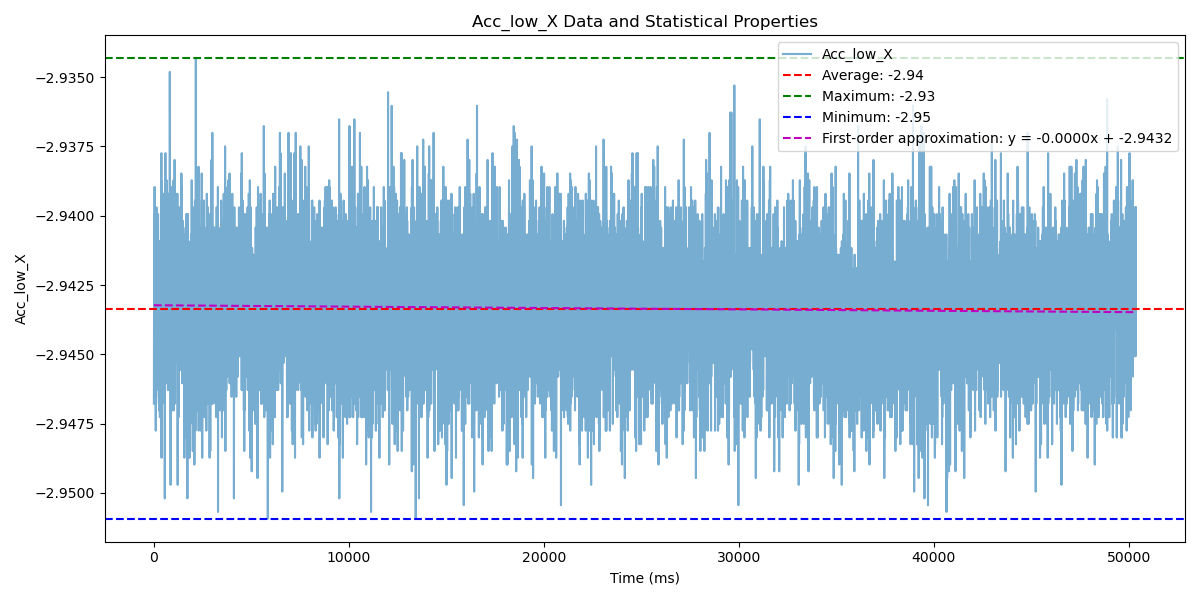 Acc_low_X Data and Statistical Properties
Acc_low_X
Average: -2.94
Maximum: -2.93
Minimum: -2.95
First-order approximation: y = -0.0000x + -2.9432
−2.9350
−2.9375
−2.9400
−2.9425
−2.9450
−2.9475
−2.9500
Acc_low_X
0
10000
20000
30000
40000
50000
Time (ms)